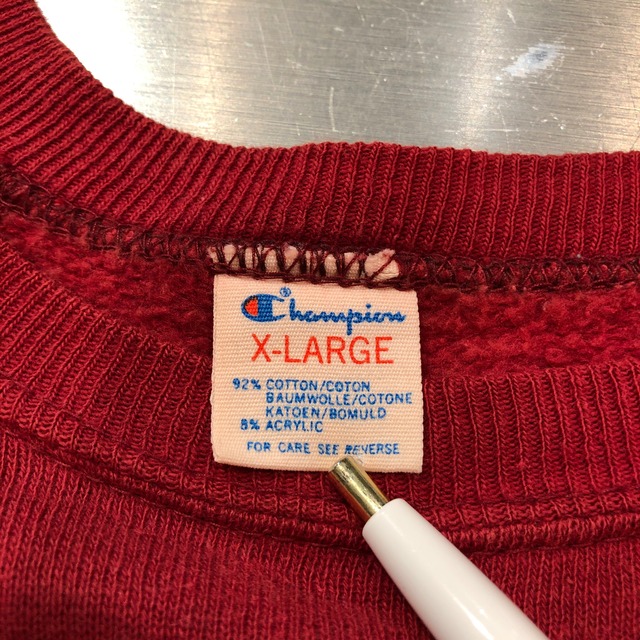 Champion®
X-LARGE
92% COTTON/COTON
BAUMWOLLE/COTONE
KATOEN/BOMULD
8% ACRYLIC
FOR CARE SEE REVERSE